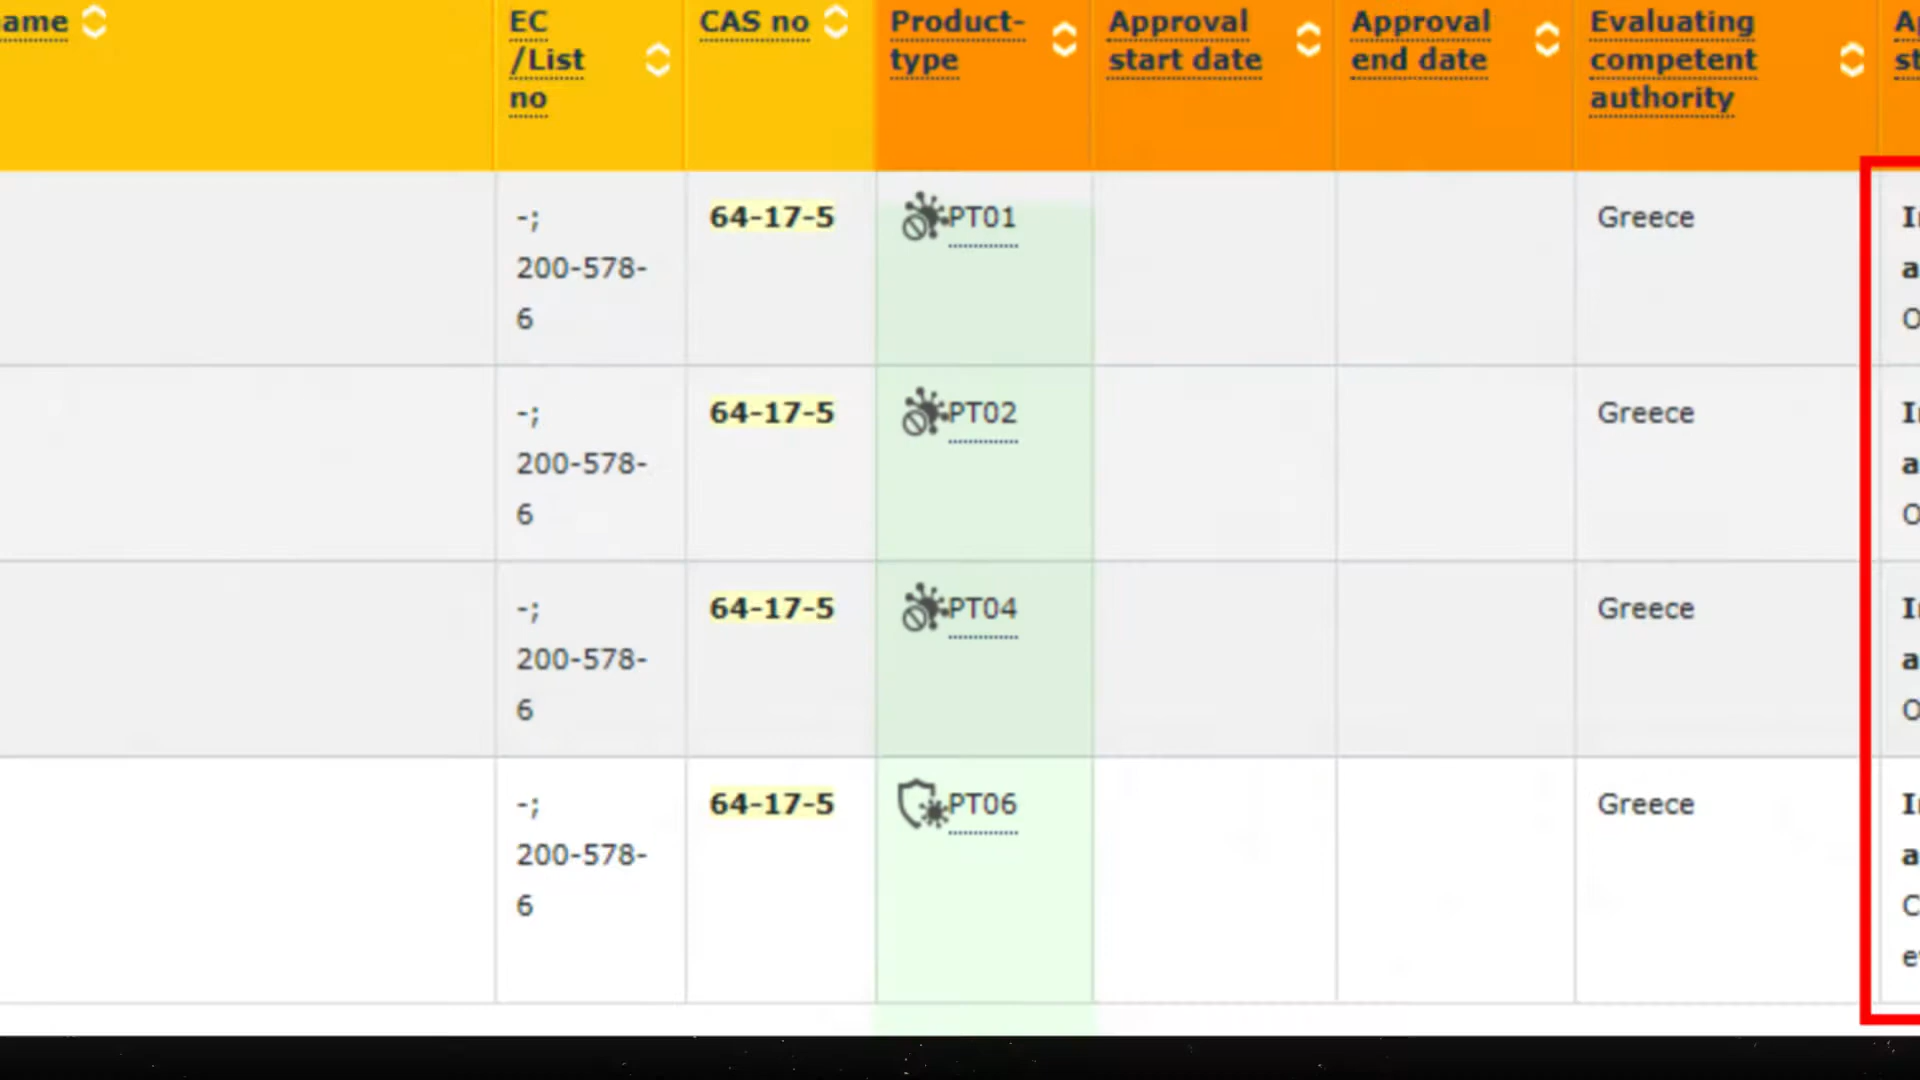 EC
/List
no
CAS no
Product-
type
Approval
start date
Approval
end date
Evaluating
competent
authority
-;
200-578-
6
64-17-5
PT01
Greece
-;
200-578-
6
64-17-5
PT02
Greece
-;
200-578-
6
64-17-5
PT04
Greece
-;
200-578-
6
64-17-5
PT06
Greece